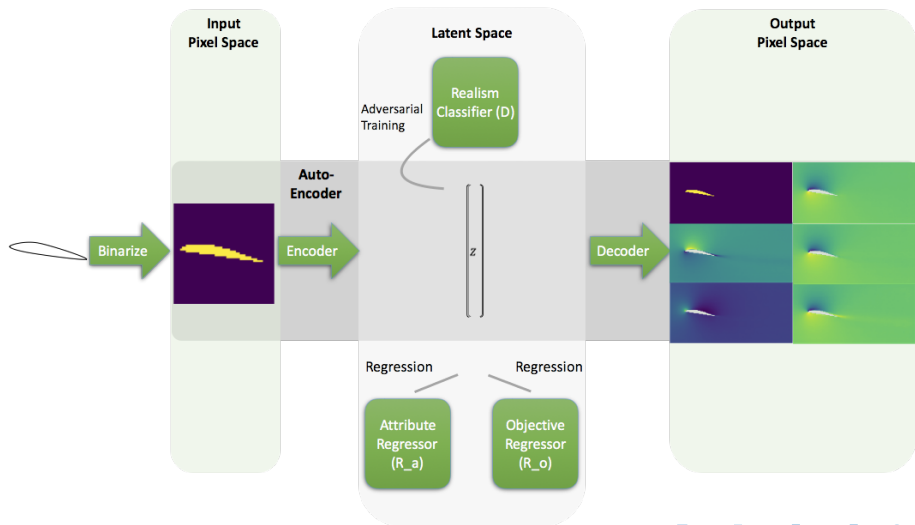 Input
Pixel Space
Latent Space
Output
Pixel Space
Realism
Classifier (D)
Adversarial
Training
Auto-
Encoder
Binarize
Encoder
z
Decoder
Regression
Regression
Attribute
Regressor
(R_a)
Objective
Regressor
(R_o)